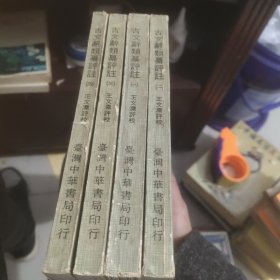 古文辭類纂評註 (一) 王文濡評校 臺灣中華書局印行
古文辭類纂評註 (二) 王文濡評校 臺灣中華書局印行
古文辭類纂評註 (三) 王文濡評校 臺灣中華書局印行
古文辭類纂評註 (四) 王文濡評校 臺灣中華書局印行